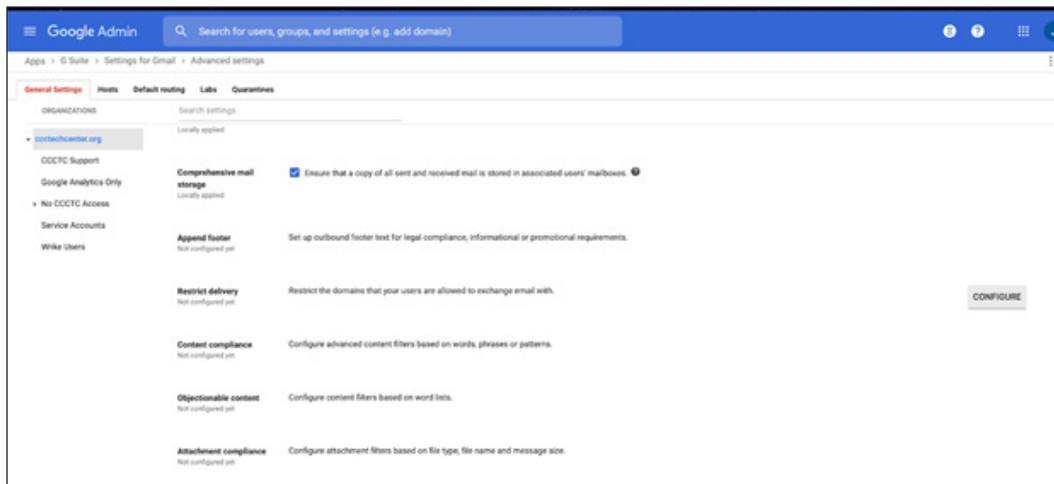 Google Admin
Search for users, groups, and settings (e.g. add domain)
Apps > G Suite > Settings for Gmail > Advanced settings
General Settings Hosts Default routing Labs Quarantines
ORGANIZATIONS
Search settings
Locally applied
ccctechcenter.org
CCCTC Support
Google Analytics Only
No CCCTC Access
Service Accounts
Wrike Users
Comprehensive mail storage
Locally applied
Ensure that a copy of all sent and received mail is stored in associated users' mailboxes.
Append footer
Not configured yet
Set up outbound footer text for legal compliance, informational or promotional requirements.
Restrict delivery
Not configured yet
Restrict the domains that your users are allowed to exchange email with.
CONFIGURE
Content compliance
Not configured yet
Configure advanced content filters based on words, phrases or patterns.
Objectionable content
Not configured yet
Configure content filters based on word lists.
Attachment compliance
Not configured yet
Configure attachment filters based on file type, file name and message size.